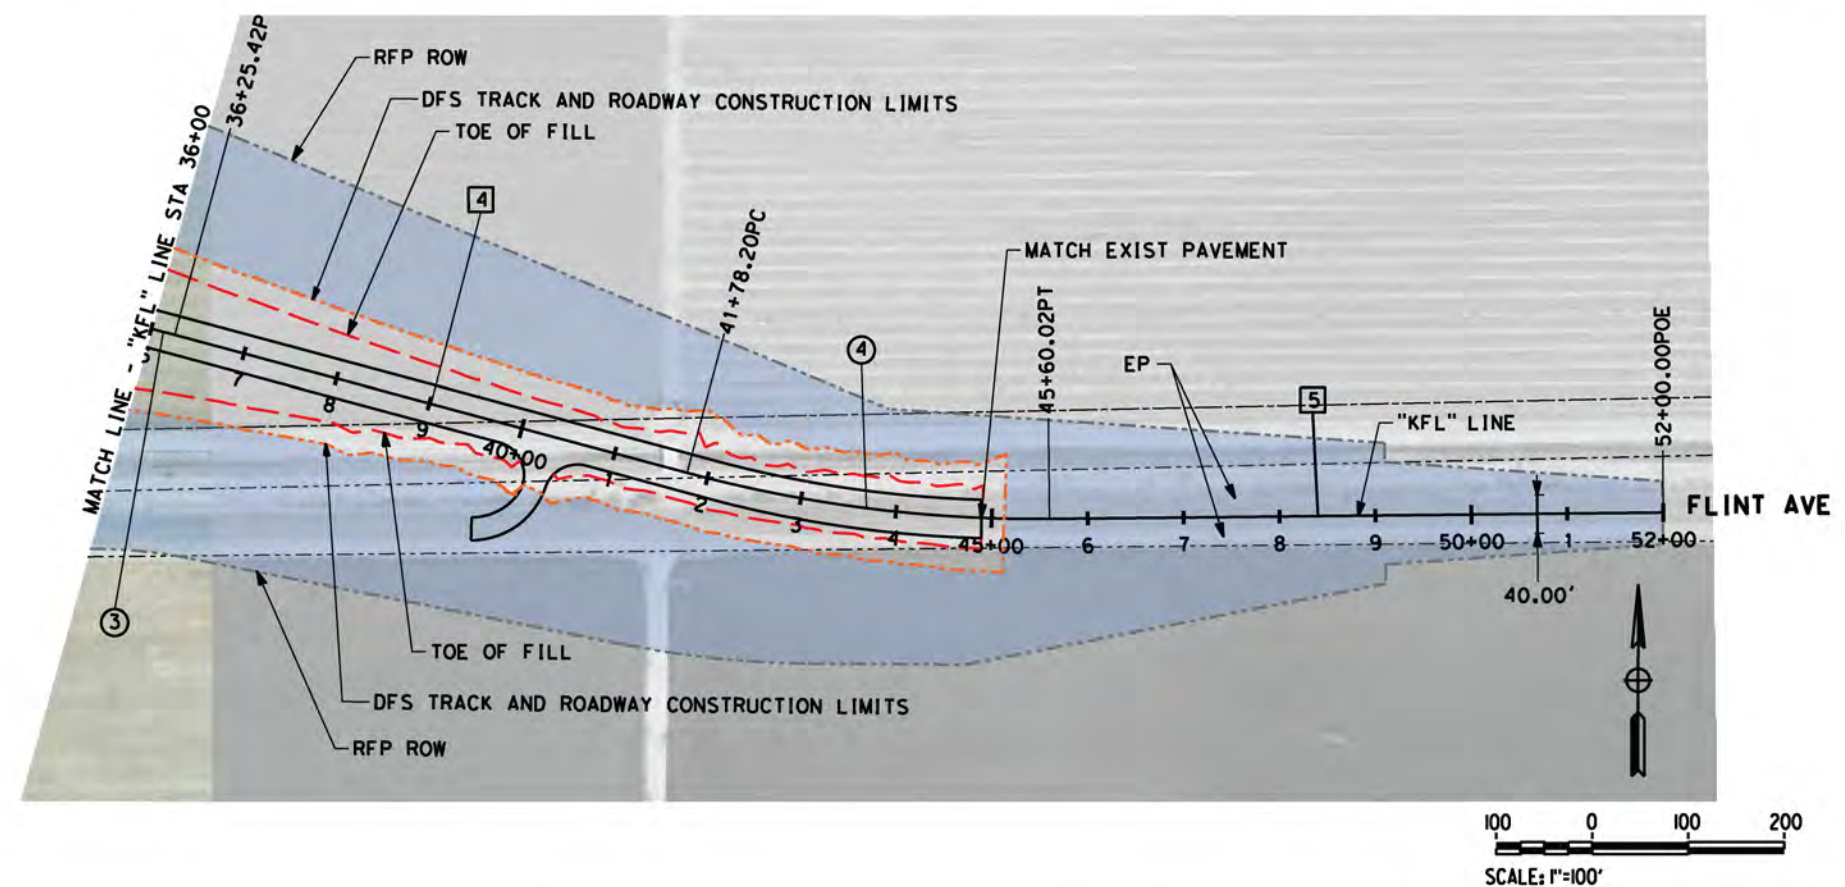 36+25.42P
RFP ROW
DFS TRACK AND ROADWAY CONSTRUCTION LIMITS
TOE OF FILL
MATCH LINE - "KFL" LINE STA 36+00
4
41+78.20PC
MATCH EXIST PAVEMENT
45+60.02PT
4
EP
5
"KFL" LINE
52+00.00POE
FLINT AVE
7
8
9
40+00
1
2
3
4
45+00
6
7
8
9
50+00
1
52+00
40.00'
3
TOE OF FILL
DFS TRACK AND ROADWAY CONSTRUCTION LIMITS
RFP ROW
100 0 100 200
SCALE: 1"=100'